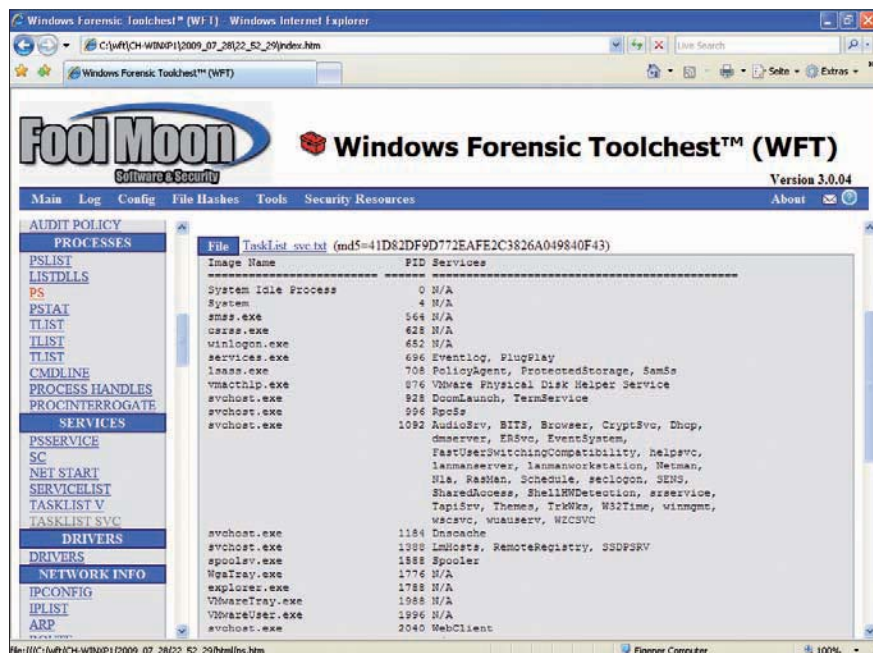 Windows Forensic Toolchest™ (WFT) - Windows Internet Explorer
C:\wft\CH-WINXP1\2009_07_28\22_52_29\index.htm
Live Search
Windows Forensic Toolchest™ (WFT)
Seite
Extras
Fool Moon
Software & Security
Windows Forensic Toolchest™ (WFT)
Version 3.0.04
Main Log Config File Hashes Tools Security Resources About
AUDIT POLICY
PROCESSES
PSLIST
LISTDLLS
PS
PSTAT
TLIST
TLIST
TLIST
CMDLINE
PROCESS HANDLES
PROCINTERROGATE
SERVICES
PSSERVICE
SC
NET START
SERVICELIST
TASKLIST V
TASKLIST SVC
DRIVERS
DRIVERS
NETWORK INFO
IPCONFIG
IPLIST
ARP
File TaskList_svc.txt (md5=41D82DF9D772EAFE2C3826A049840F43)
Image Name PID Services
========================= ====== =============================================
System Idle Process 0 N/A
System 4 N/A
smss.exe 564 N/A
csrss.exe 628 N/A
winlogon.exe 652 N/A
services.exe 696 Eventlog, PlugPlay
lsass.exe 708 PolicyAgent, ProtectedStorage, SamSs
vmacthlp.exe 876 VMware Physical Disk Helper Service
svchost.exe 928 DcomLaunch, TermService
svchost.exe 996 RpcSs
svchost.exe 1092 AudioSrv, BITS, Browser, CryptSvc, Dhcp,
dmserver, ERSvc, EventSystem,
FastUserSwitchingCompatibility, helpsvc,
lanmanserver, lanmanworkstation, Netman,
Nla, RasMan, Schedule, seclogon, SENS,
SharedAccess, ShellHWDetection, srservice,
TapiSrv, Themes, TrkWks, W32Time, winmgmt,
wscsvc, wuauserv, WZCSVC
svchost.exe 1184 Dnscache
svchost.exe 1388 LmHosts, RemoteRegistry, SSDPSRV
spoolsv.exe 1588 Spooler
WgaTray.exe 1776 N/A
explorer.exe 1788 N/A
VMwareTray.exe 1988 N/A
VMwareUser.exe 1996 N/A
svchost.exe 2040 WebClient
file:///C:/wft/CH-WINXP1/2009_07_28/22_52_29/html/ps.htm
Eigener Computer
100%